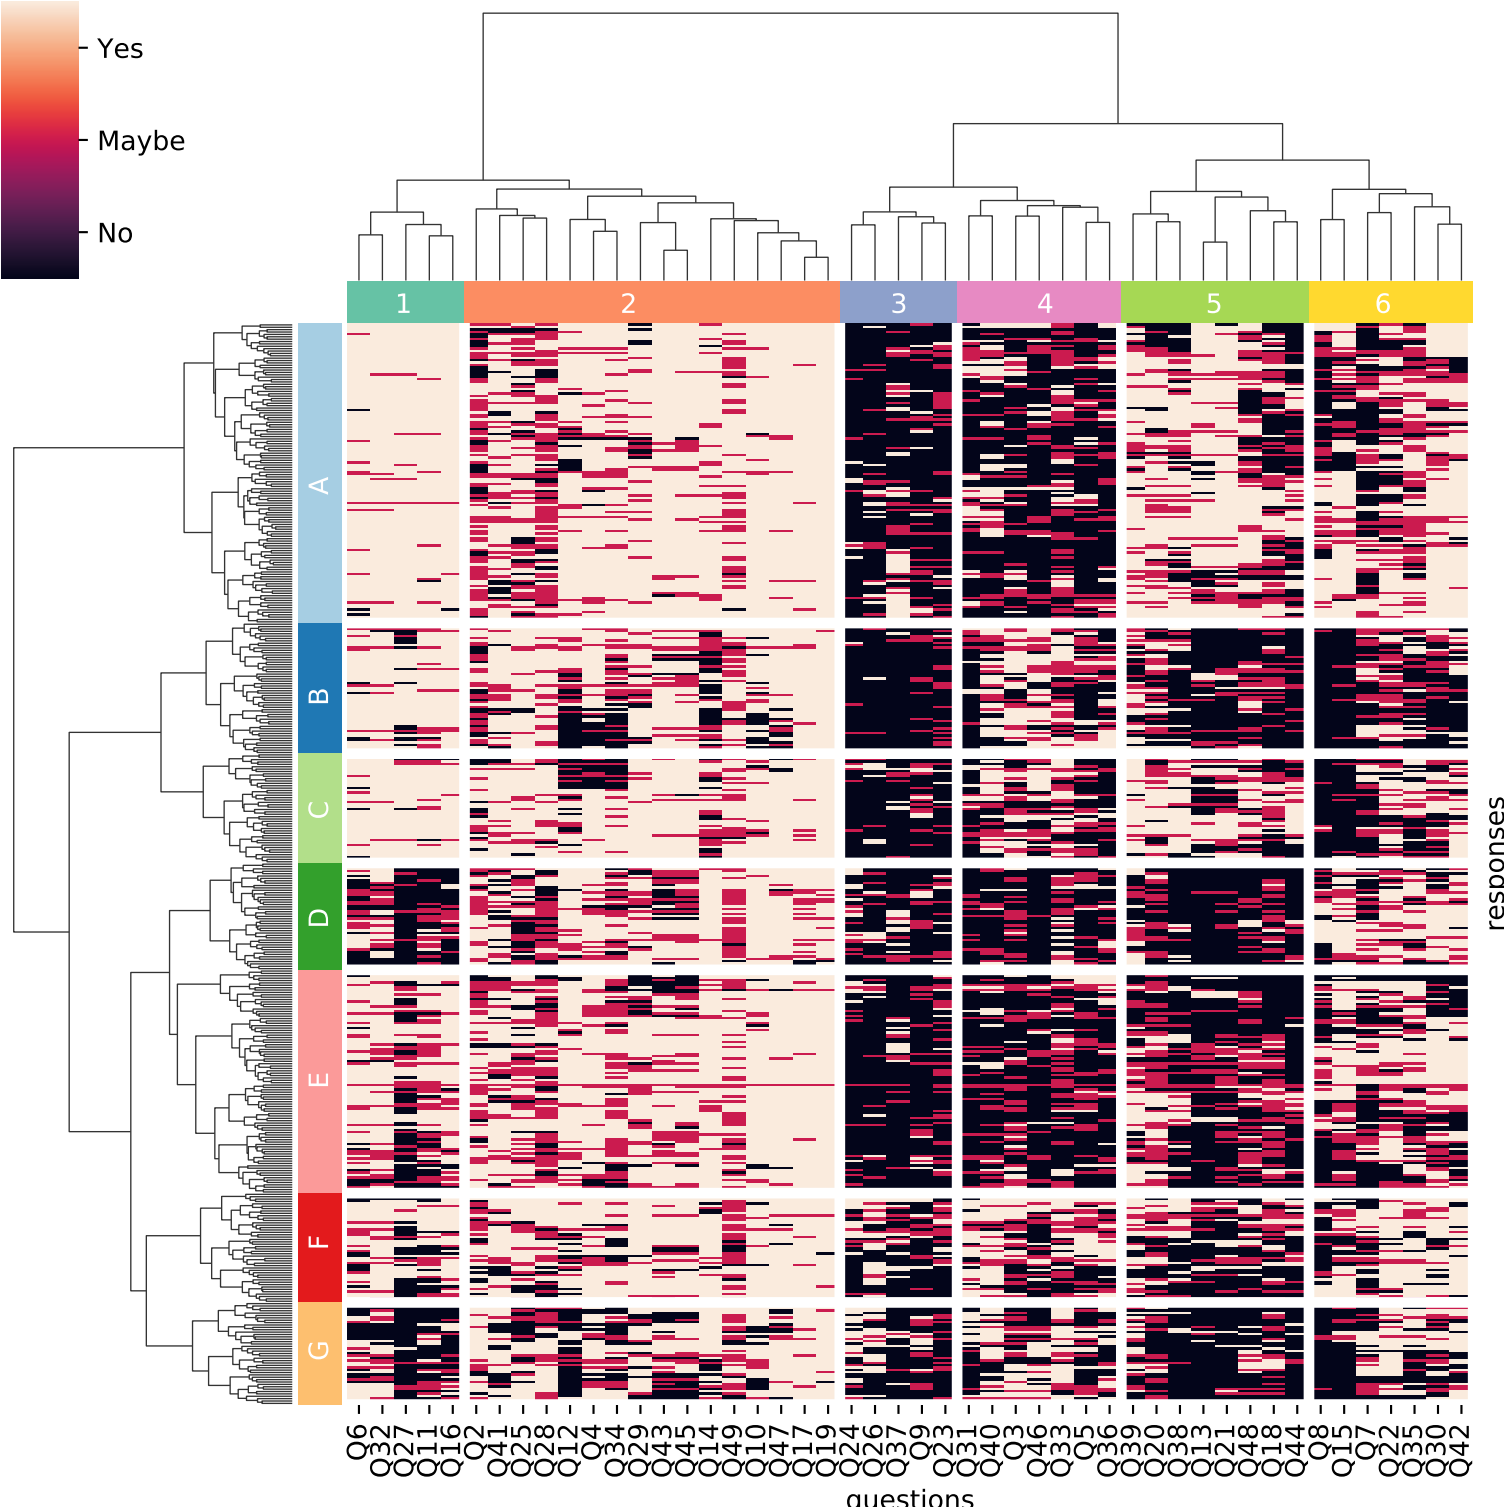 Yes
Maybe
No
1 2 3 4 5 6
A
B
C
D
E
F
G
responses
Q6 Q32 Q27 Q11 Q16 Q2 Q41 Q25 Q28 Q12 Q4 Q34 Q29 Q43 Q45 Q14 Q49 Q10 Q47 Q17 Q19 Q24 Q26 Q37 Q9 Q23 Q31 Q40 Q3 Q46 Q33 Q5 Q36 Q39 Q20 Q38 Q13 Q21 Q48 Q18 Q44 Q8 Q15 Q7 Q22 Q35 Q30 Q42
questions